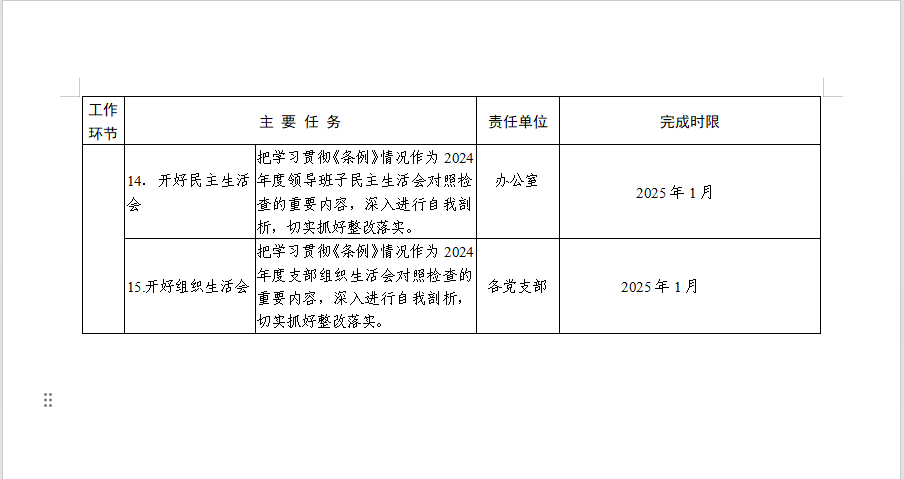 工作
环节
主 要 任 务
责任单位
完成时限
14. 开好民主生活
会
把学习贯彻《条例》情况作为 2024
年度领导班子民主生活会对照检
查的重要内容，深入进行自我剖
析，切实抓好整改落实。
办公室
2025 年 1 月
15.开好组织生活会
把学习贯彻《条例》情况作为 2024
年度支部组织生活会对照检查的
重要内容，深入进行自我剖析，
切实抓好整改落实。
各党支部
2025 年 1 月